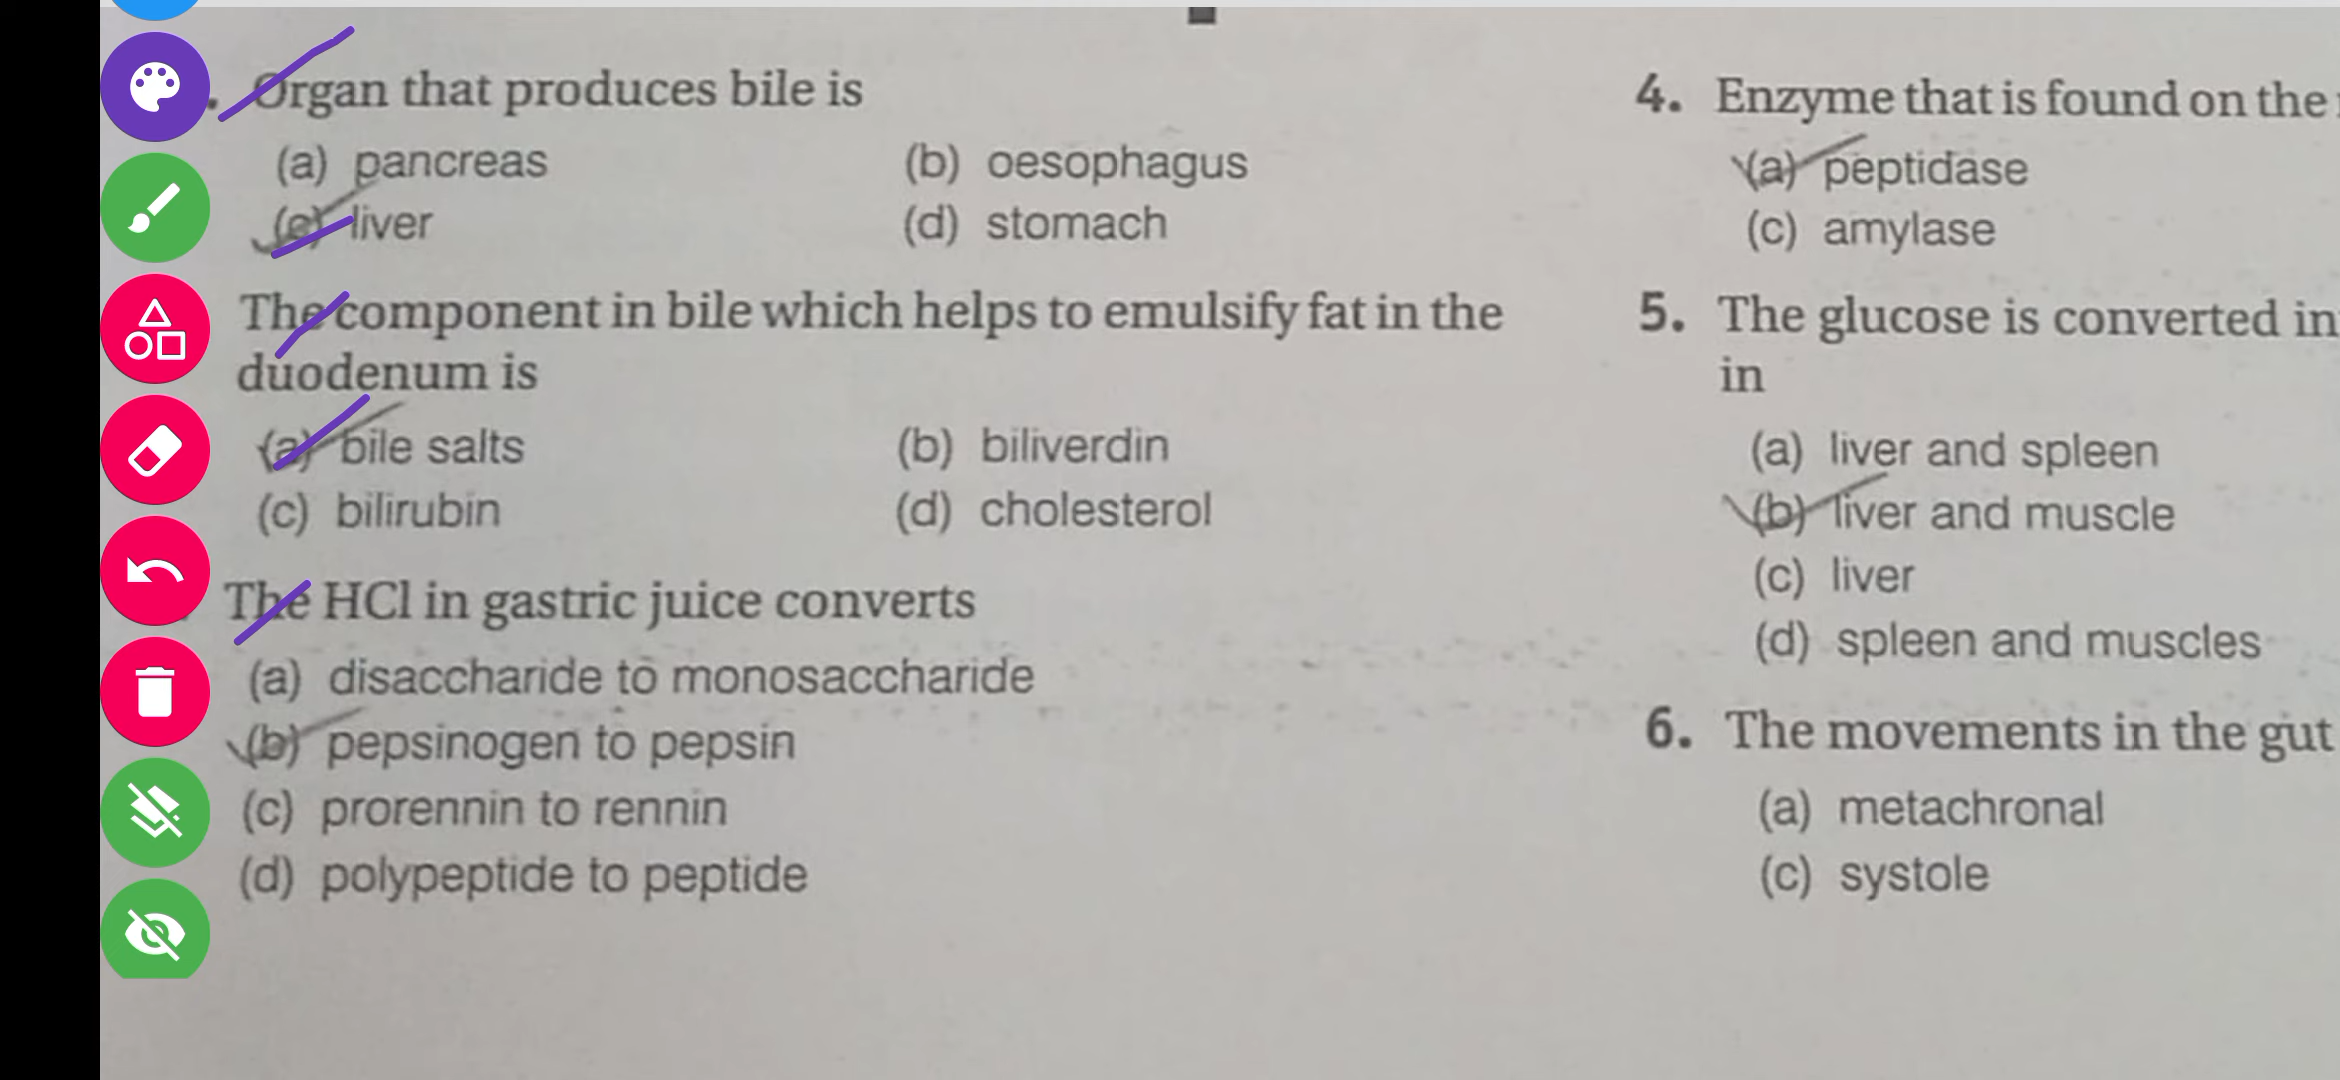 Organ that produces bile is
(a) pancreas (b) oesophagus
(c) liver (d) stomach
The component in bile which helps to emulsify fat in the
duodenum is
(a) bile salts (b) biliverdin
(c) bilirubin (d) cholesterol
The HCl in gastric juice converts
(a) disaccharide to monosaccharide
(b) pepsinogen to pepsin
(c) prorennin to rennin
(d) polypeptide to peptide
4. Enzyme that is found on the
(a) peptidase
(c) amylase
5. The glucose is converted in
in
(a) liver and spleen
(b) liver and muscle
(c) liver
(d) spleen and muscles
6. The movements in the gut
(a) metachronal
(c) systole